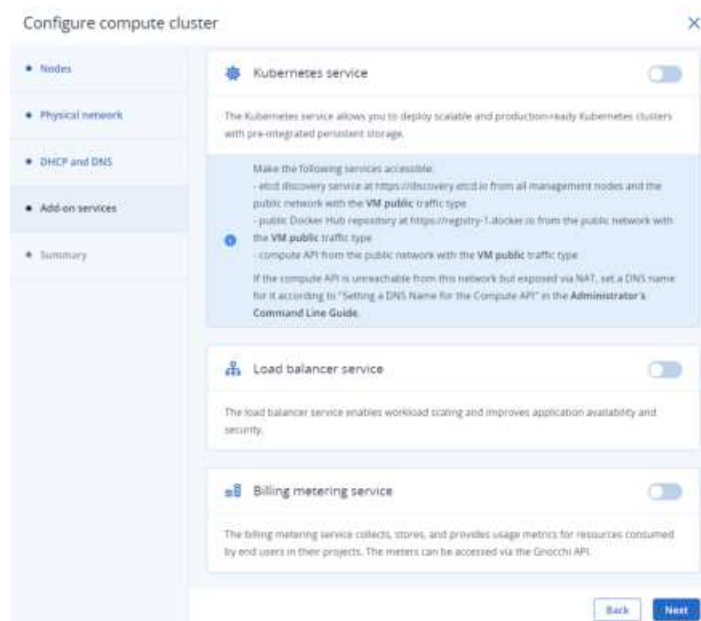 Configure compute cluster
Nodes
Physical network
DHCP and DNS
Add-on services
Summary
Kubernetes service
The Kubernetes service allows you to deploy scalable and production-ready Kubernetes clusters
with pre-integrated persistent storage.
Make the following services accessible:
- etcd discovery service at https://discovery.etcd.io from all management nodes and the
public network with the VM public traffic type
- public Docker Hub repository at https://registry-1.docker.io from the public network with
the VM public traffic type
- compute API from the public network with the VM public traffic type
If the compute API is unreachable from this network but exposed via NAT, set a DNS name
for it according to "Setting a DNS Name for the Compute API" in the Administrator's
Command Line Guide.
Load balancer service
The load balancer service enables workload scaling and improves application availability and
security.
Billing metering service
The billing metering service collects, stores, and provides usage metrics for resources consumed
by end users in their projects. The meters can be accessed via the Gnocchi API.
Back
Next